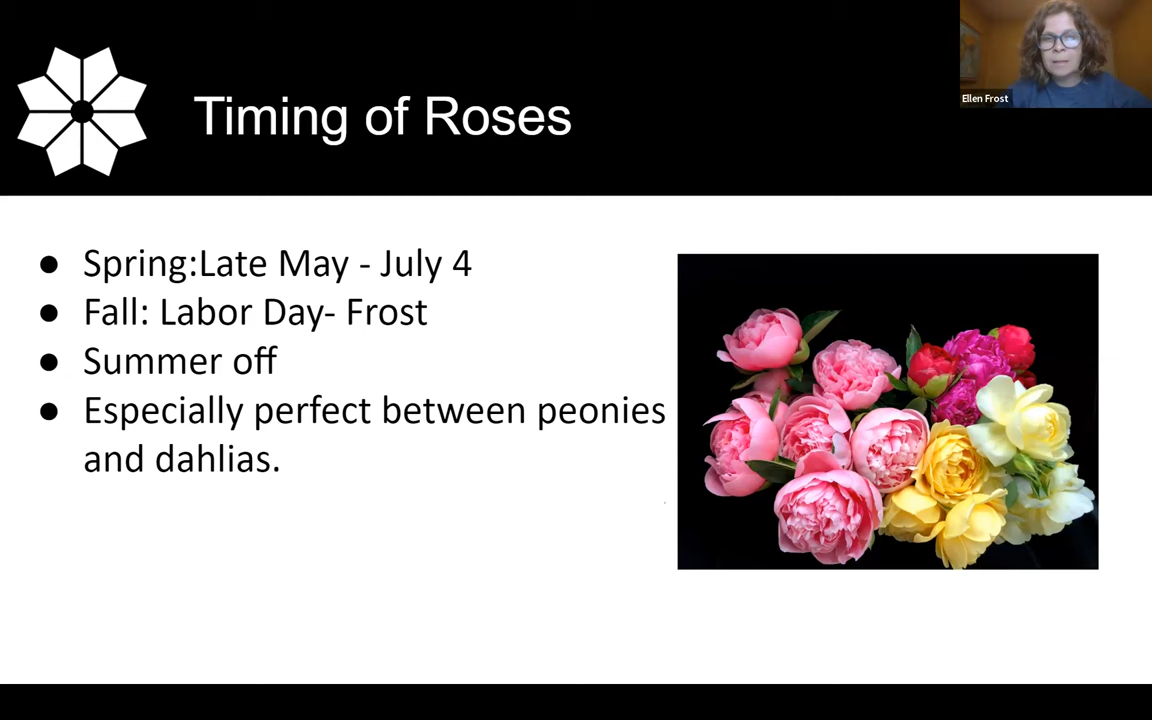 Ellen Frost
Timing of Roses
● Spring:Late May - July 4
● Fall: Labor Day- Frost
● Summer off
● Especially perfect between peonies
and dahlias.